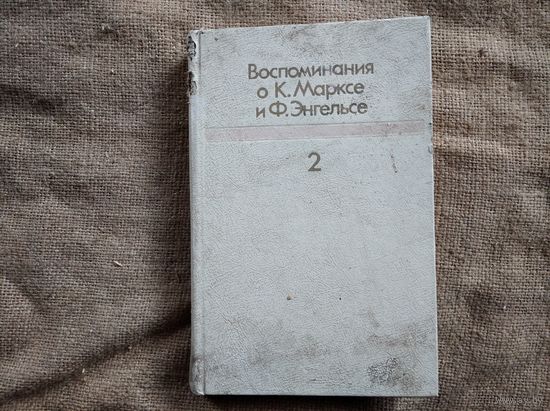 Воспоминания
о К. Марксе
и Ф. Энгельсе
2